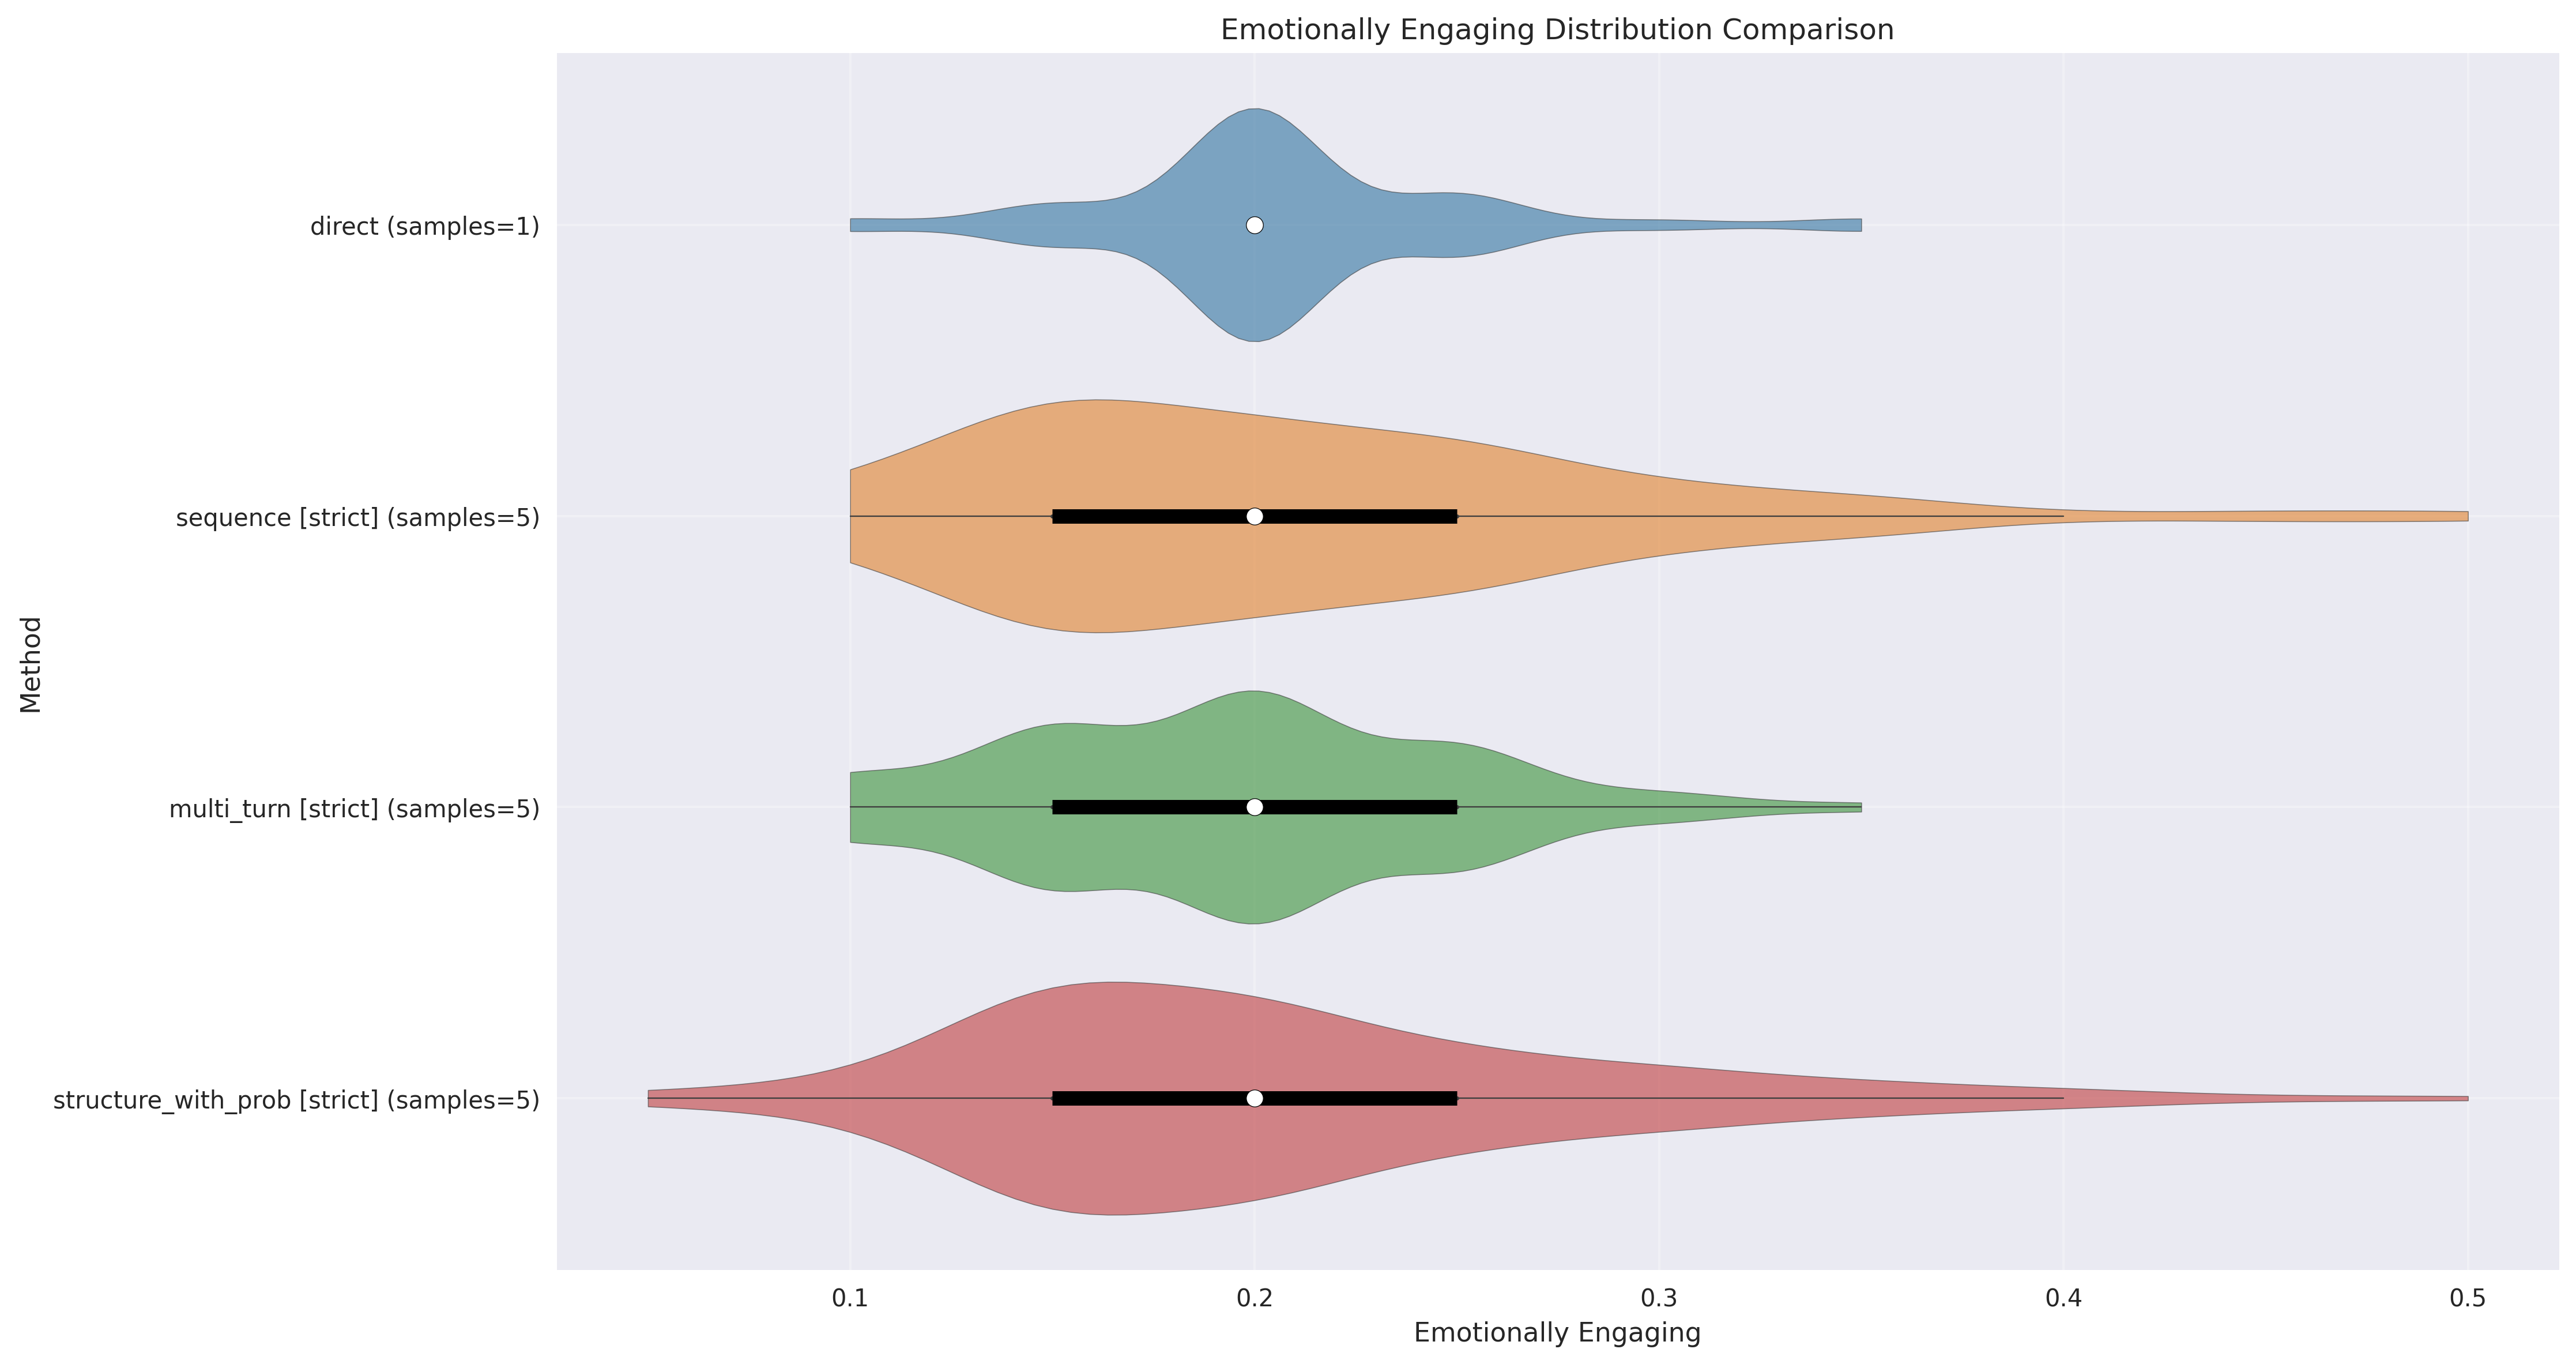 Emotionally Engaging Distribution Comparison
Method
direct (samples=1)
sequence [strict] (samples=5)
multi_turn [strict] (samples=5)
structure_with_prob [strict] (samples=5)
0.1 0.2 0.3 0.4 0.5
Emotionally Engaging